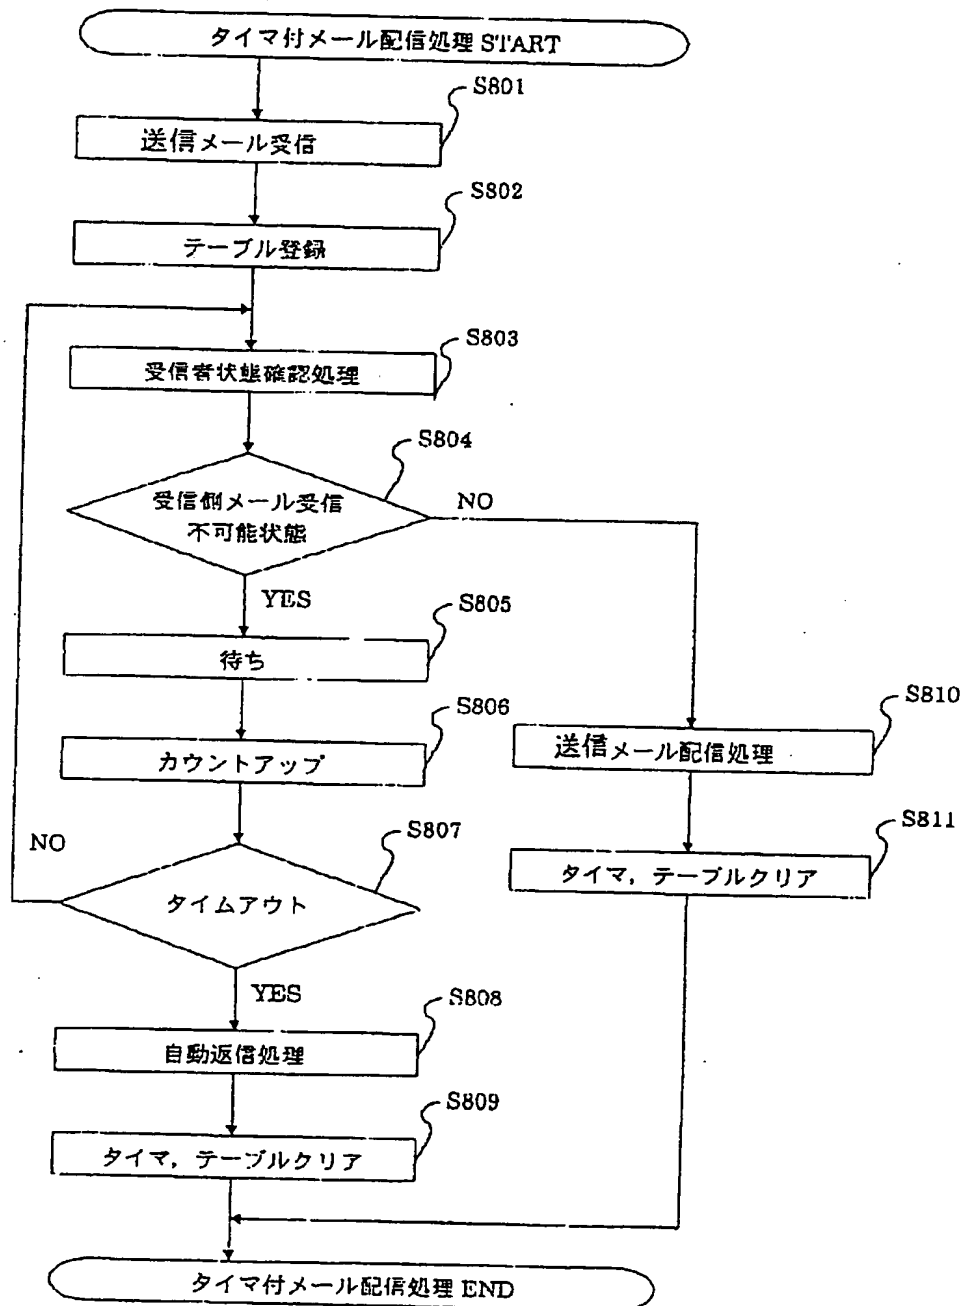 タイマ付メール配信処理 START
S801
送信メール受信
S802
テーブル登録
S803
受信者状態確認処理
S804
受信側メール受信
不可能状態
NO
YES
S805
待ち
S806
カウントアップ
S810
送信メール配信処理
S807
タイムアウト
NO
S811
タイマ，テーブルクリア
YES
S808
自動返信処理
S809
タイマ，テーブルクリア
タイマ付メール配信処理 END